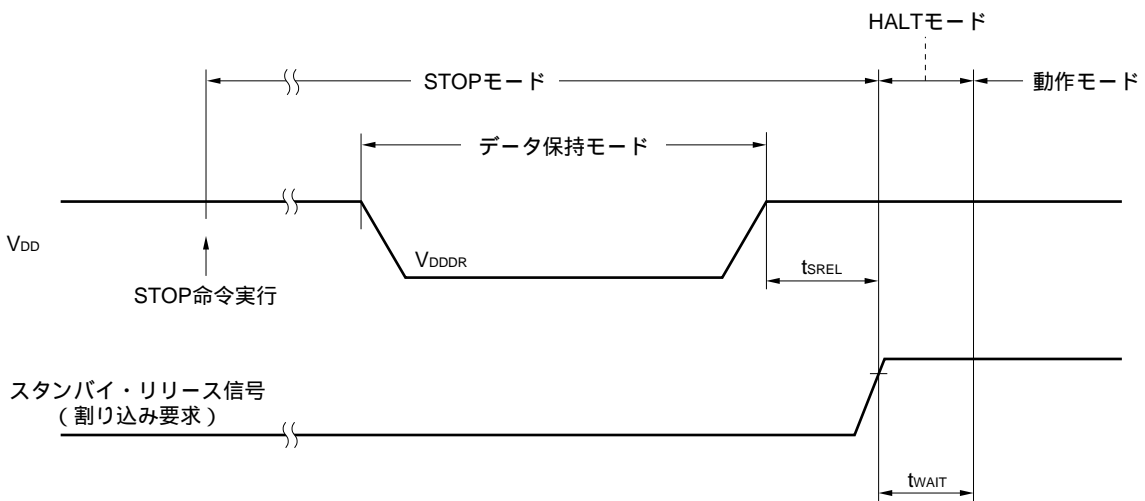 HALTモード
STOPモード
動作モード
データ保持モード
VDD
VDDDR
tSREL
STOP命令実行
スタンバイ・リリース信号
（割り込み要求）
tWAIT